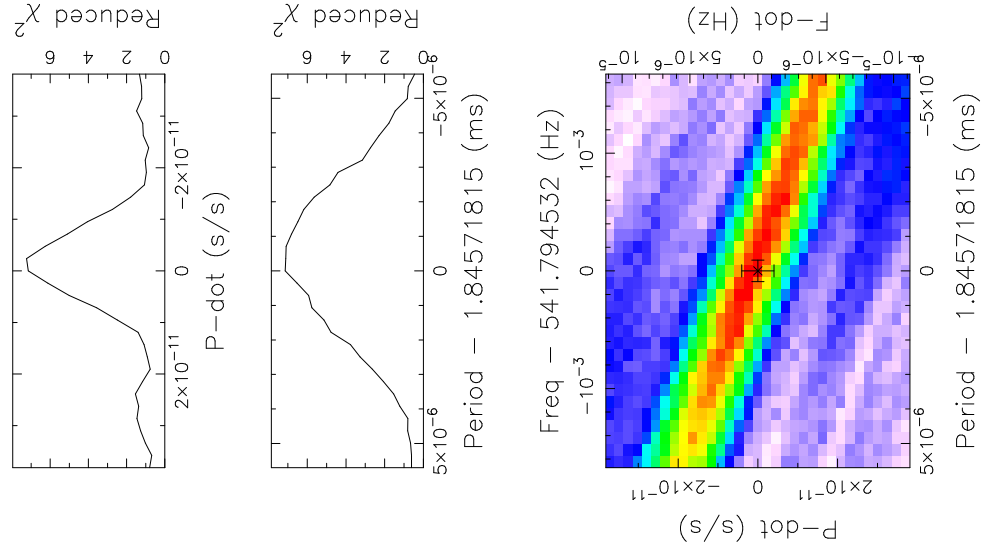 Reduced χ²
6 4 2 0
−2×10⁻¹¹ 0 2×10⁻¹¹
P−dot (s/s)
Reduced χ²
6 4 2 0
−5×10⁻⁶ 0 5×10⁻⁶
Period − 1.84571815 (ms)
Freq − 541.794532 (Hz)
10⁻³ 0 −10⁻³
F−dot (Hz)
10⁻⁵ 5×10⁻⁶ 0 −5×10⁻⁶ −10⁻⁵
−5×10⁻⁶ 0 5×10⁻⁶
Period − 1.84571815 (ms)
−2×10⁻¹¹ 0 2×10⁻¹¹
P−dot (s/s)